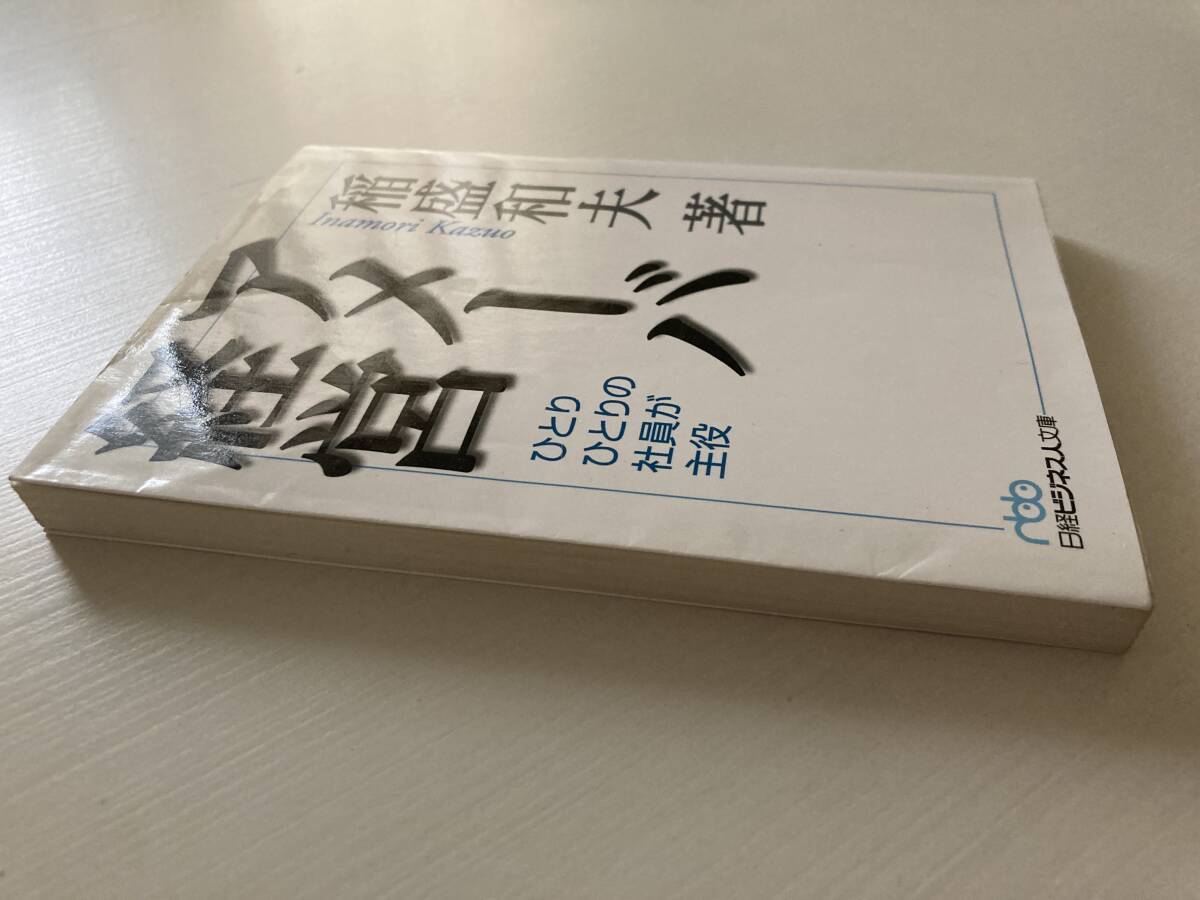 稲盛和夫 著
Inamori Kazuo
アメーバ
経営
ひとり
ひとりの
社員が
主役
nbb
日経ビジネス人文庫